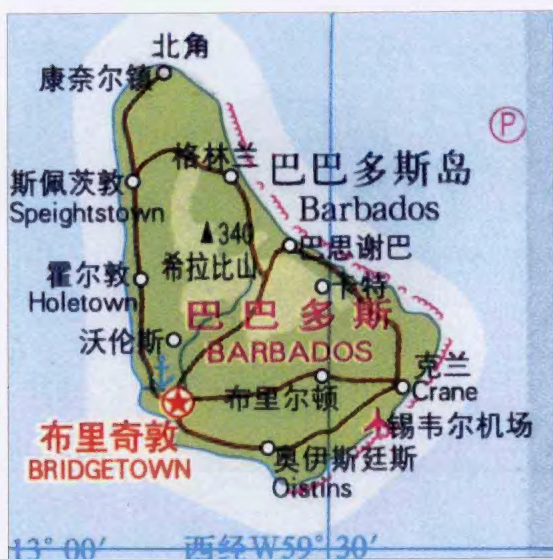 北角
康奈尔镇
Ⓟ
格林兰
巴巴多斯岛
Barbados
斯佩茨敦
Speightstown
▲340
希拉比山
巴思谢巴
霍尔敦
Holetown
卡特
巴巴多斯
BARBADOS
沃伦斯
克兰
Crane
布里尔顿
布里奇敦
BRIDGETOWN
锡韦尔机场
奥伊斯廷斯
Oistins
13° 00′
西经W59° 30′